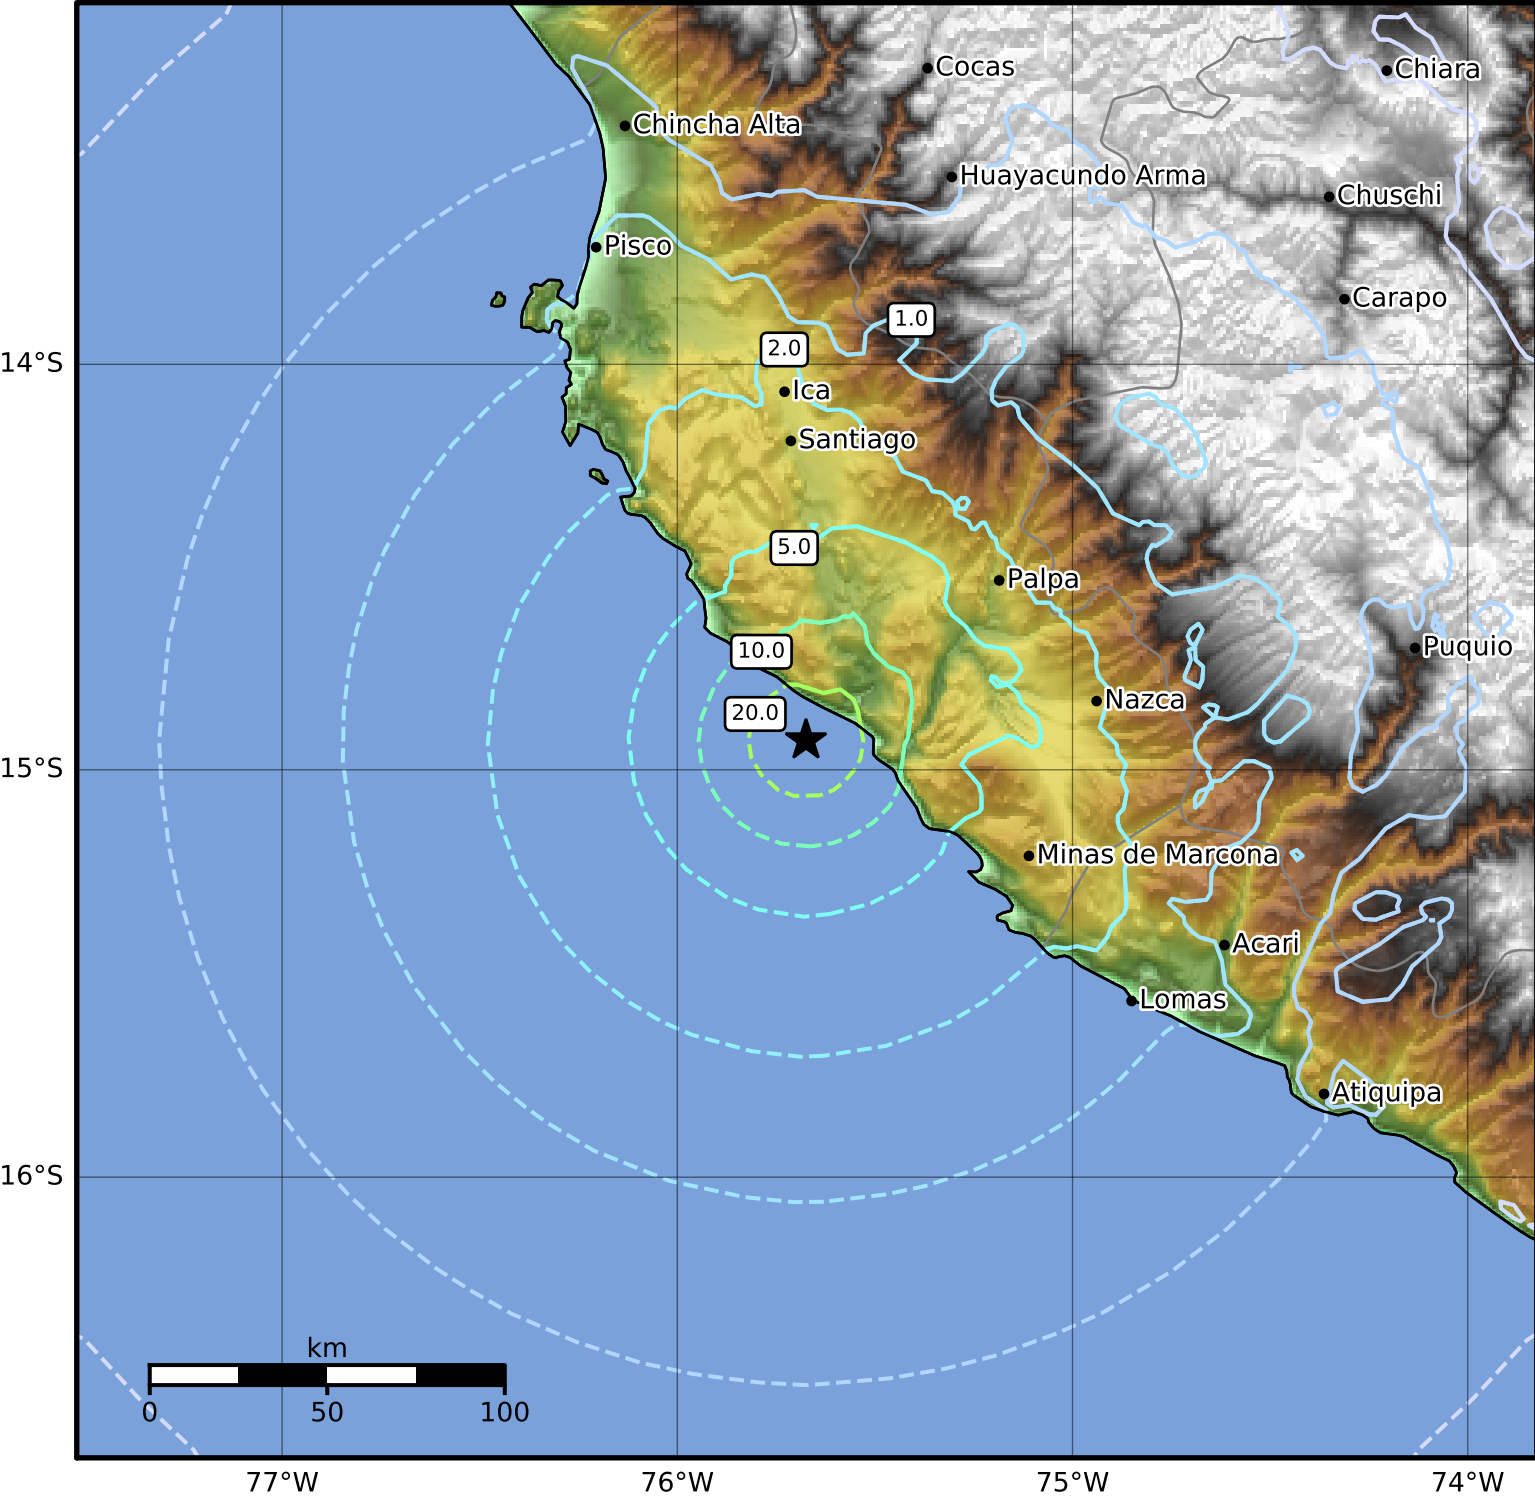 Cocas
Chiara
Chincha Alta
Huayacundo Arma
Chuschi
Pisco
Carapo
1.0
2.0
14°S
Ica
Santiago
5.0
Palpa
10.0
Puquio
Nazca
20.0
15°S
Minas de Marcona
Acari
Lomas
Atiquipa
16°S
km
0 50 100
77°W 76°W 75°W 74°W